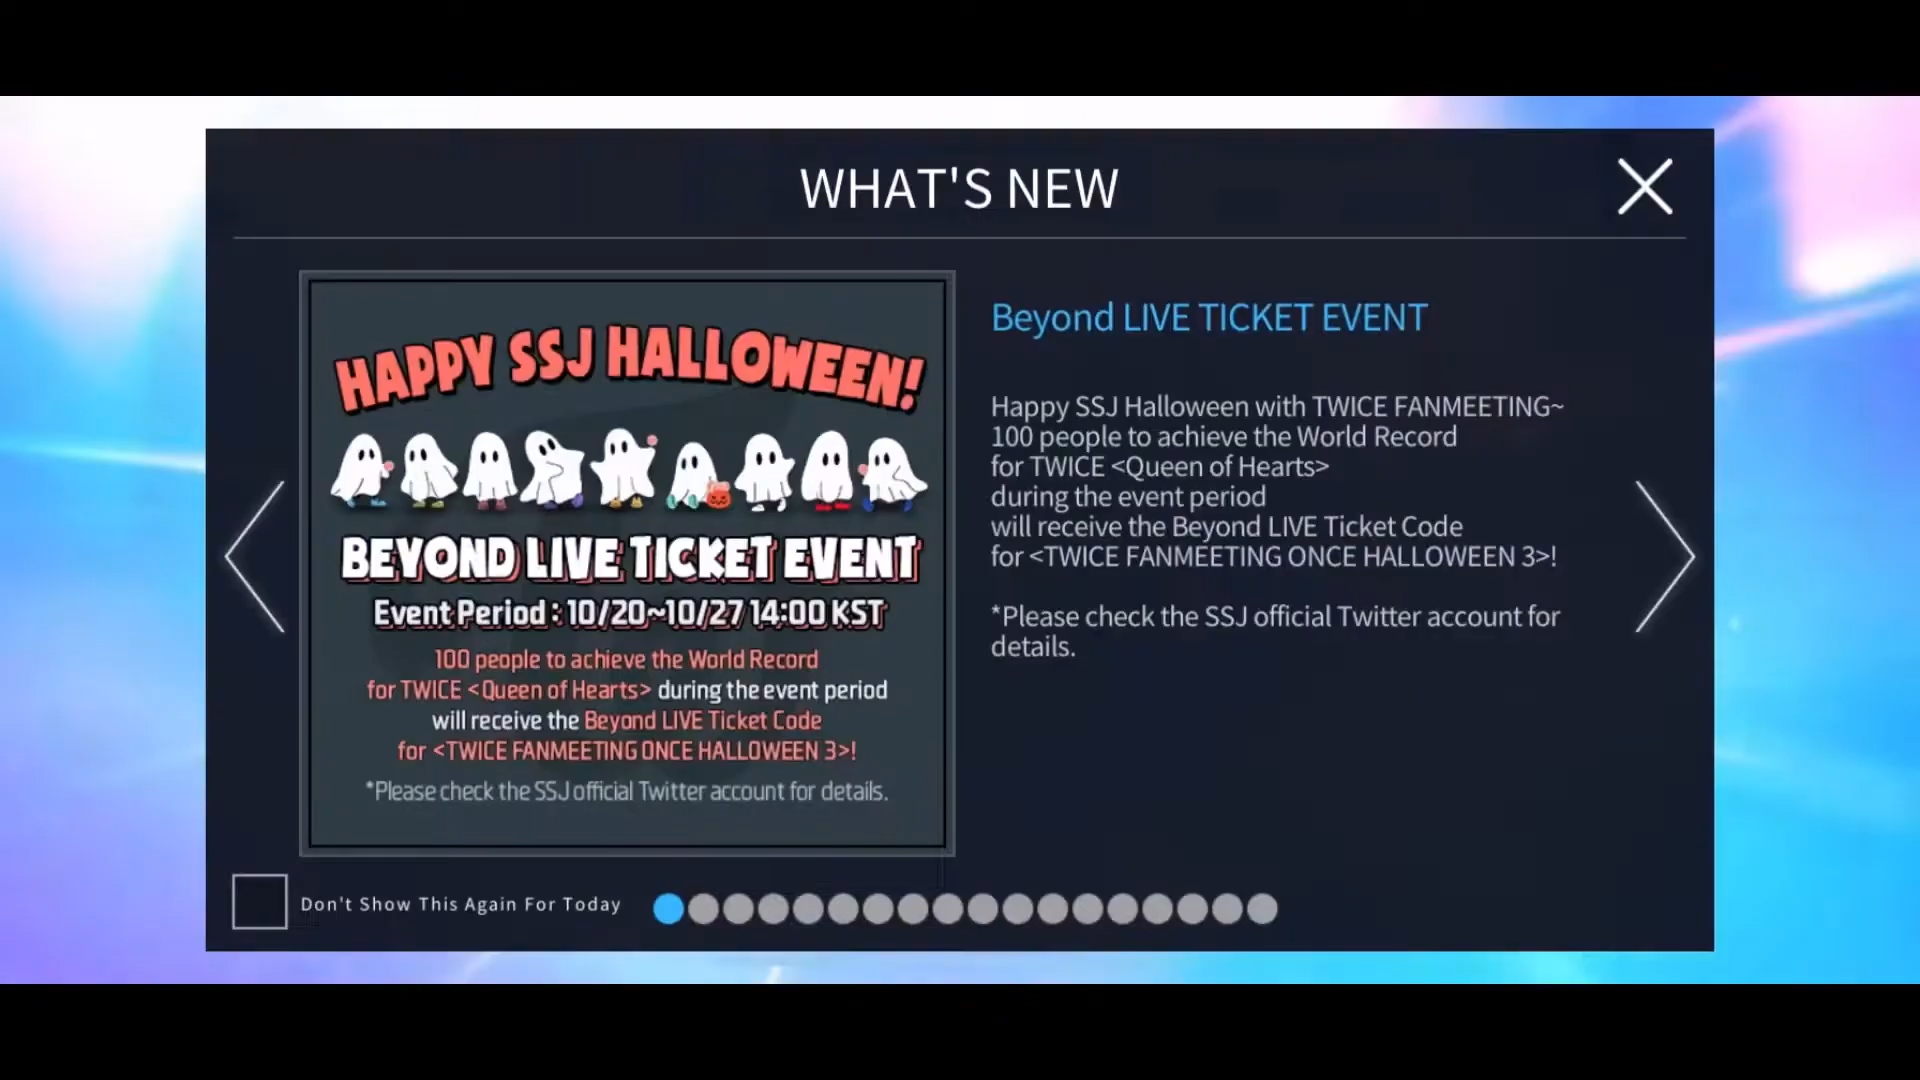 WHAT'S NEW
HAPPY SSJ HALLOWEEN!
BEYOND LIVE TICKET EVENT
Event Period : 10/20~10/27 14:00 KST
100 people to achieve the World Record
for TWICE <Queen of Hearts> during the event period
will receive the Beyond LIVE Ticket Code
for <TWICE FANMEETING ONCE HALLOWEEN 3>!
*Please check the SSJ official Twitter account for details.
Beyond LIVE TICKET EVENT
Happy SSJ Halloween with TWICE FANMEETING~
100 people to achieve the World Record
for TWICE <Queen of Hearts>
during the event period
will receive the Beyond LIVE Ticket Code
for <TWICE FANMEETING ONCE HALLOWEEN 3>!
*Please check the SSJ official Twitter account for
details.
Don't Show This Again For Today